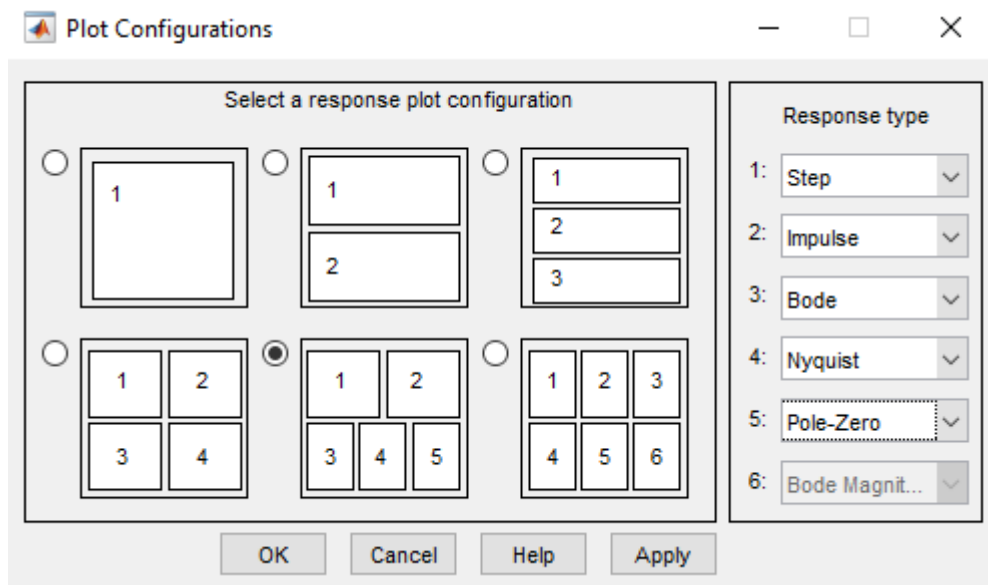 Plot Configurations
Select a response plot configuration
Response type
1
1
2
1
2
3
1 2
3 4
1 2
3 4 5
1 2 3
4 5 6
1: Step
2: Impulse
3: Bode
4: Nyquist
5: Pole-Zero
6: Bode Magnit...
OK Cancel Help Apply